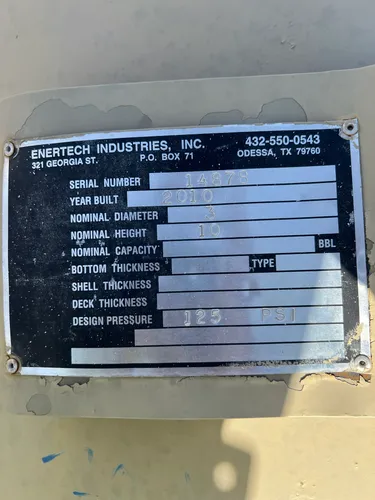 ENERTECH INDUSTRIES, INC. 432-550-0543
321 GEORGIA ST. P.O. BOX 71 ODESSA, TX 79760
SERIAL NUMBER 14878
YEAR BUILT 2010
NOMINAL DIAMETER 3
NOMINAL HEIGHT 10
NOMINAL CAPACITY BBL
BOTTOM THICKNESS TYPE
SHELL THICKNESS
DECK THICKNESS
DESIGN PRESSURE 125 PSI